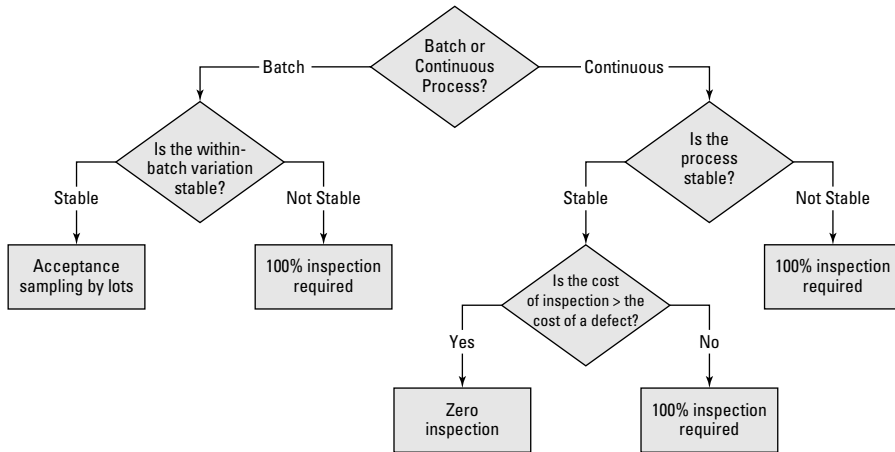 Batch or
Continuous
Process?
Batch
Continuous
Is the within-
batch variation
stable?
Is the
process
stable?
Stable
Not Stable
Stable
Not Stable
Acceptance
sampling by lots
100% inspection
required
Is the cost
of inspection > the
cost of a defect?
100% inspection
required
Yes
No
Zero
inspection
100% inspection
required